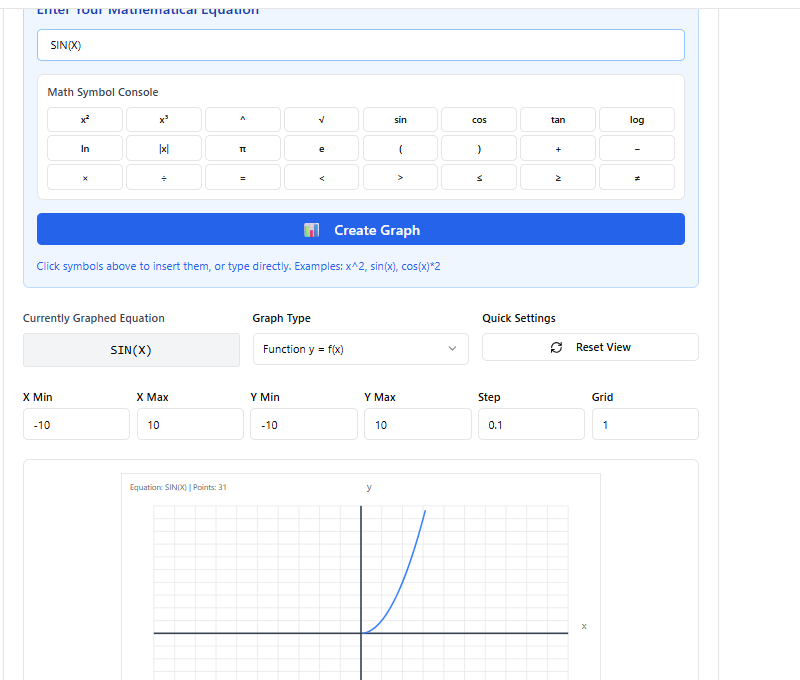 Enter Your Mathematical Equation
SIN(X)
Math Symbol Console
x² x³ ^ √ sin cos tan log
ln |x| π e ( ) + −
× ÷ = < > ≤ ≥ ≠
Create Graph
Click symbols above to insert them, or type directly. Examples: x^2, sin(x), cos(x)*2
Currently Graphed Equation Graph Type Quick Settings
SIN(X) Function y = f(x) Reset View
X Min X Max Y Min Y Max Step Grid
-10 10 -10 10 0.1 1
Equation: SIN(X) | Points: 31 y
x